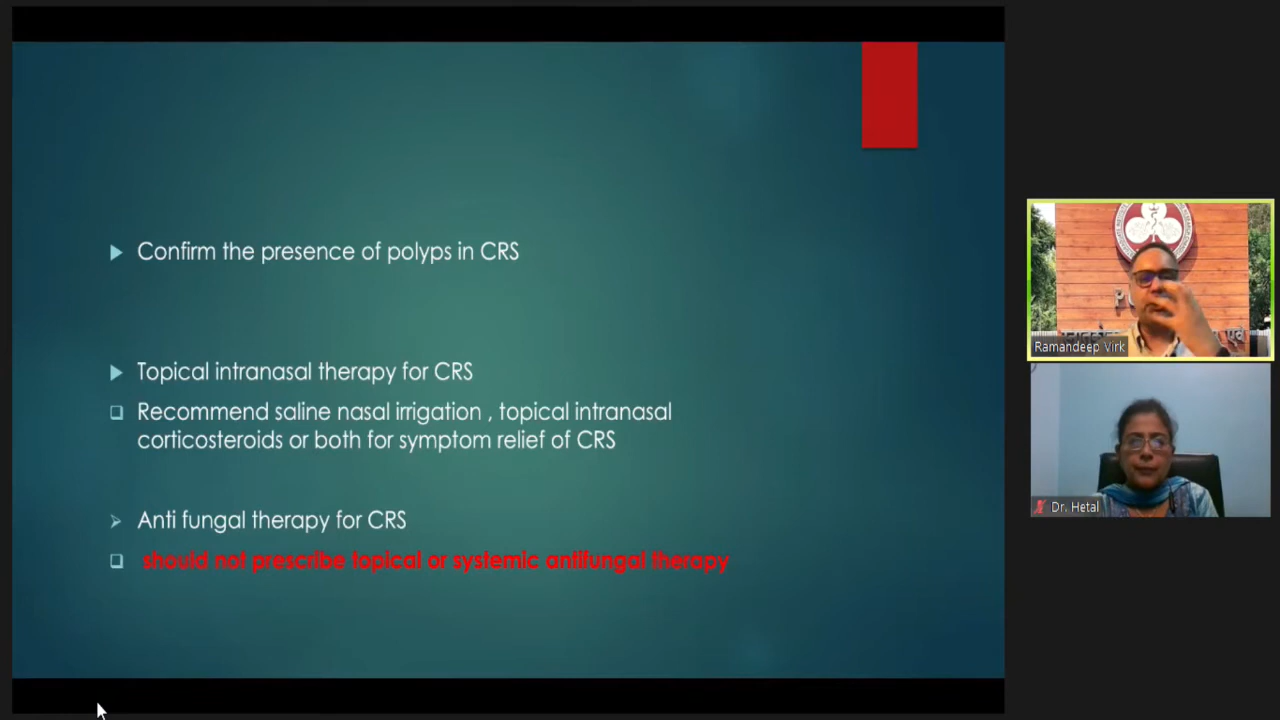 Confirm the presence of polyps in CRS
Topical intranasal therapy for CRS
Recommend saline nasal irrigation , topical intranasal
corticosteroids or both for symptom relief of CRS
Anti fungal therapy for CRS
should not prescribe topical or systemic antifungal therapy
Ramandeep Virk
Dr. Hetal